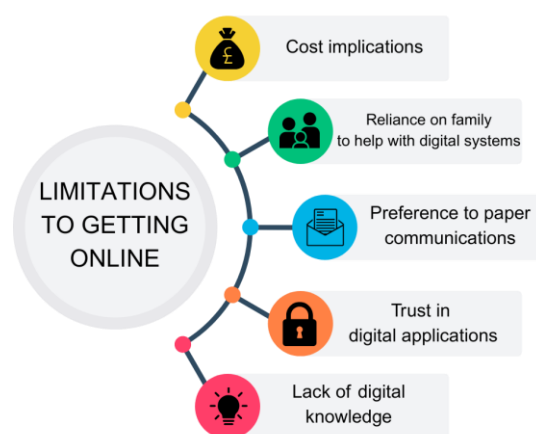 LIMITATIONS
TO GETTING
ONLINE
£
Cost implications
Reliance on family
to help with digital systems
Preference to paper
communications
Trust in
digital applications
Lack of digital
knowledge